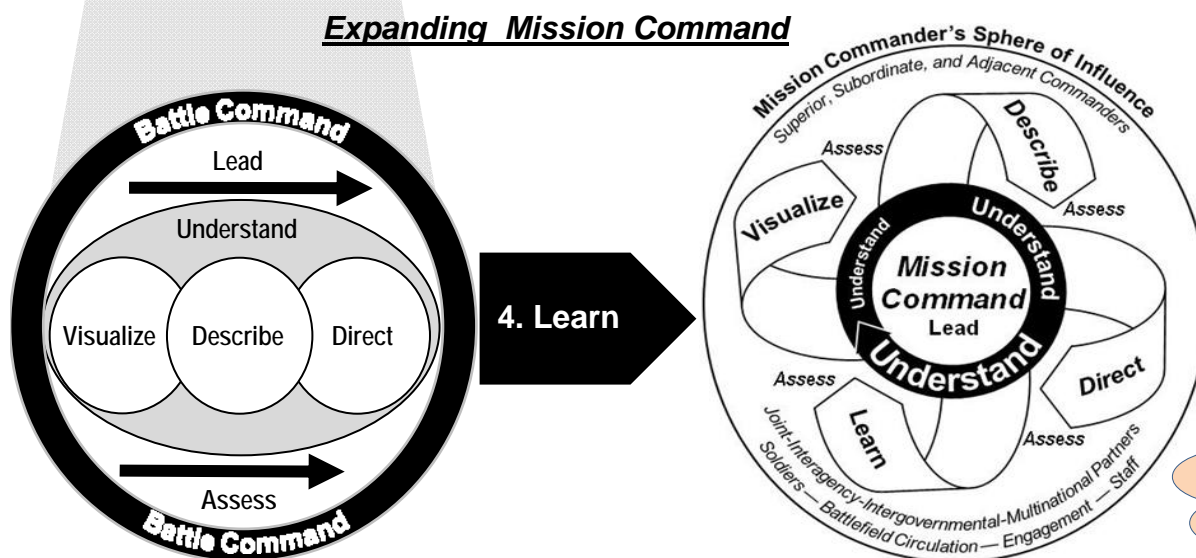 Expanding Mission Command
Battle Command
Lead
Understand
Visualize
Describe
Direct
Assess
Battle Command
4. Learn
Mission Commander's Sphere of Influence
Superior, Subordinate, and Adjacent Commanders
Assess
Describe
Assess
Visualize
Understand
Understand
Mission
Command
Lead
Understand
Direct
Assess
Assess
Learn
Joint-Interagency-Intergovernmental-Multinational Partners
Soldiers — Battlefield Circulation — Engagement — Staff